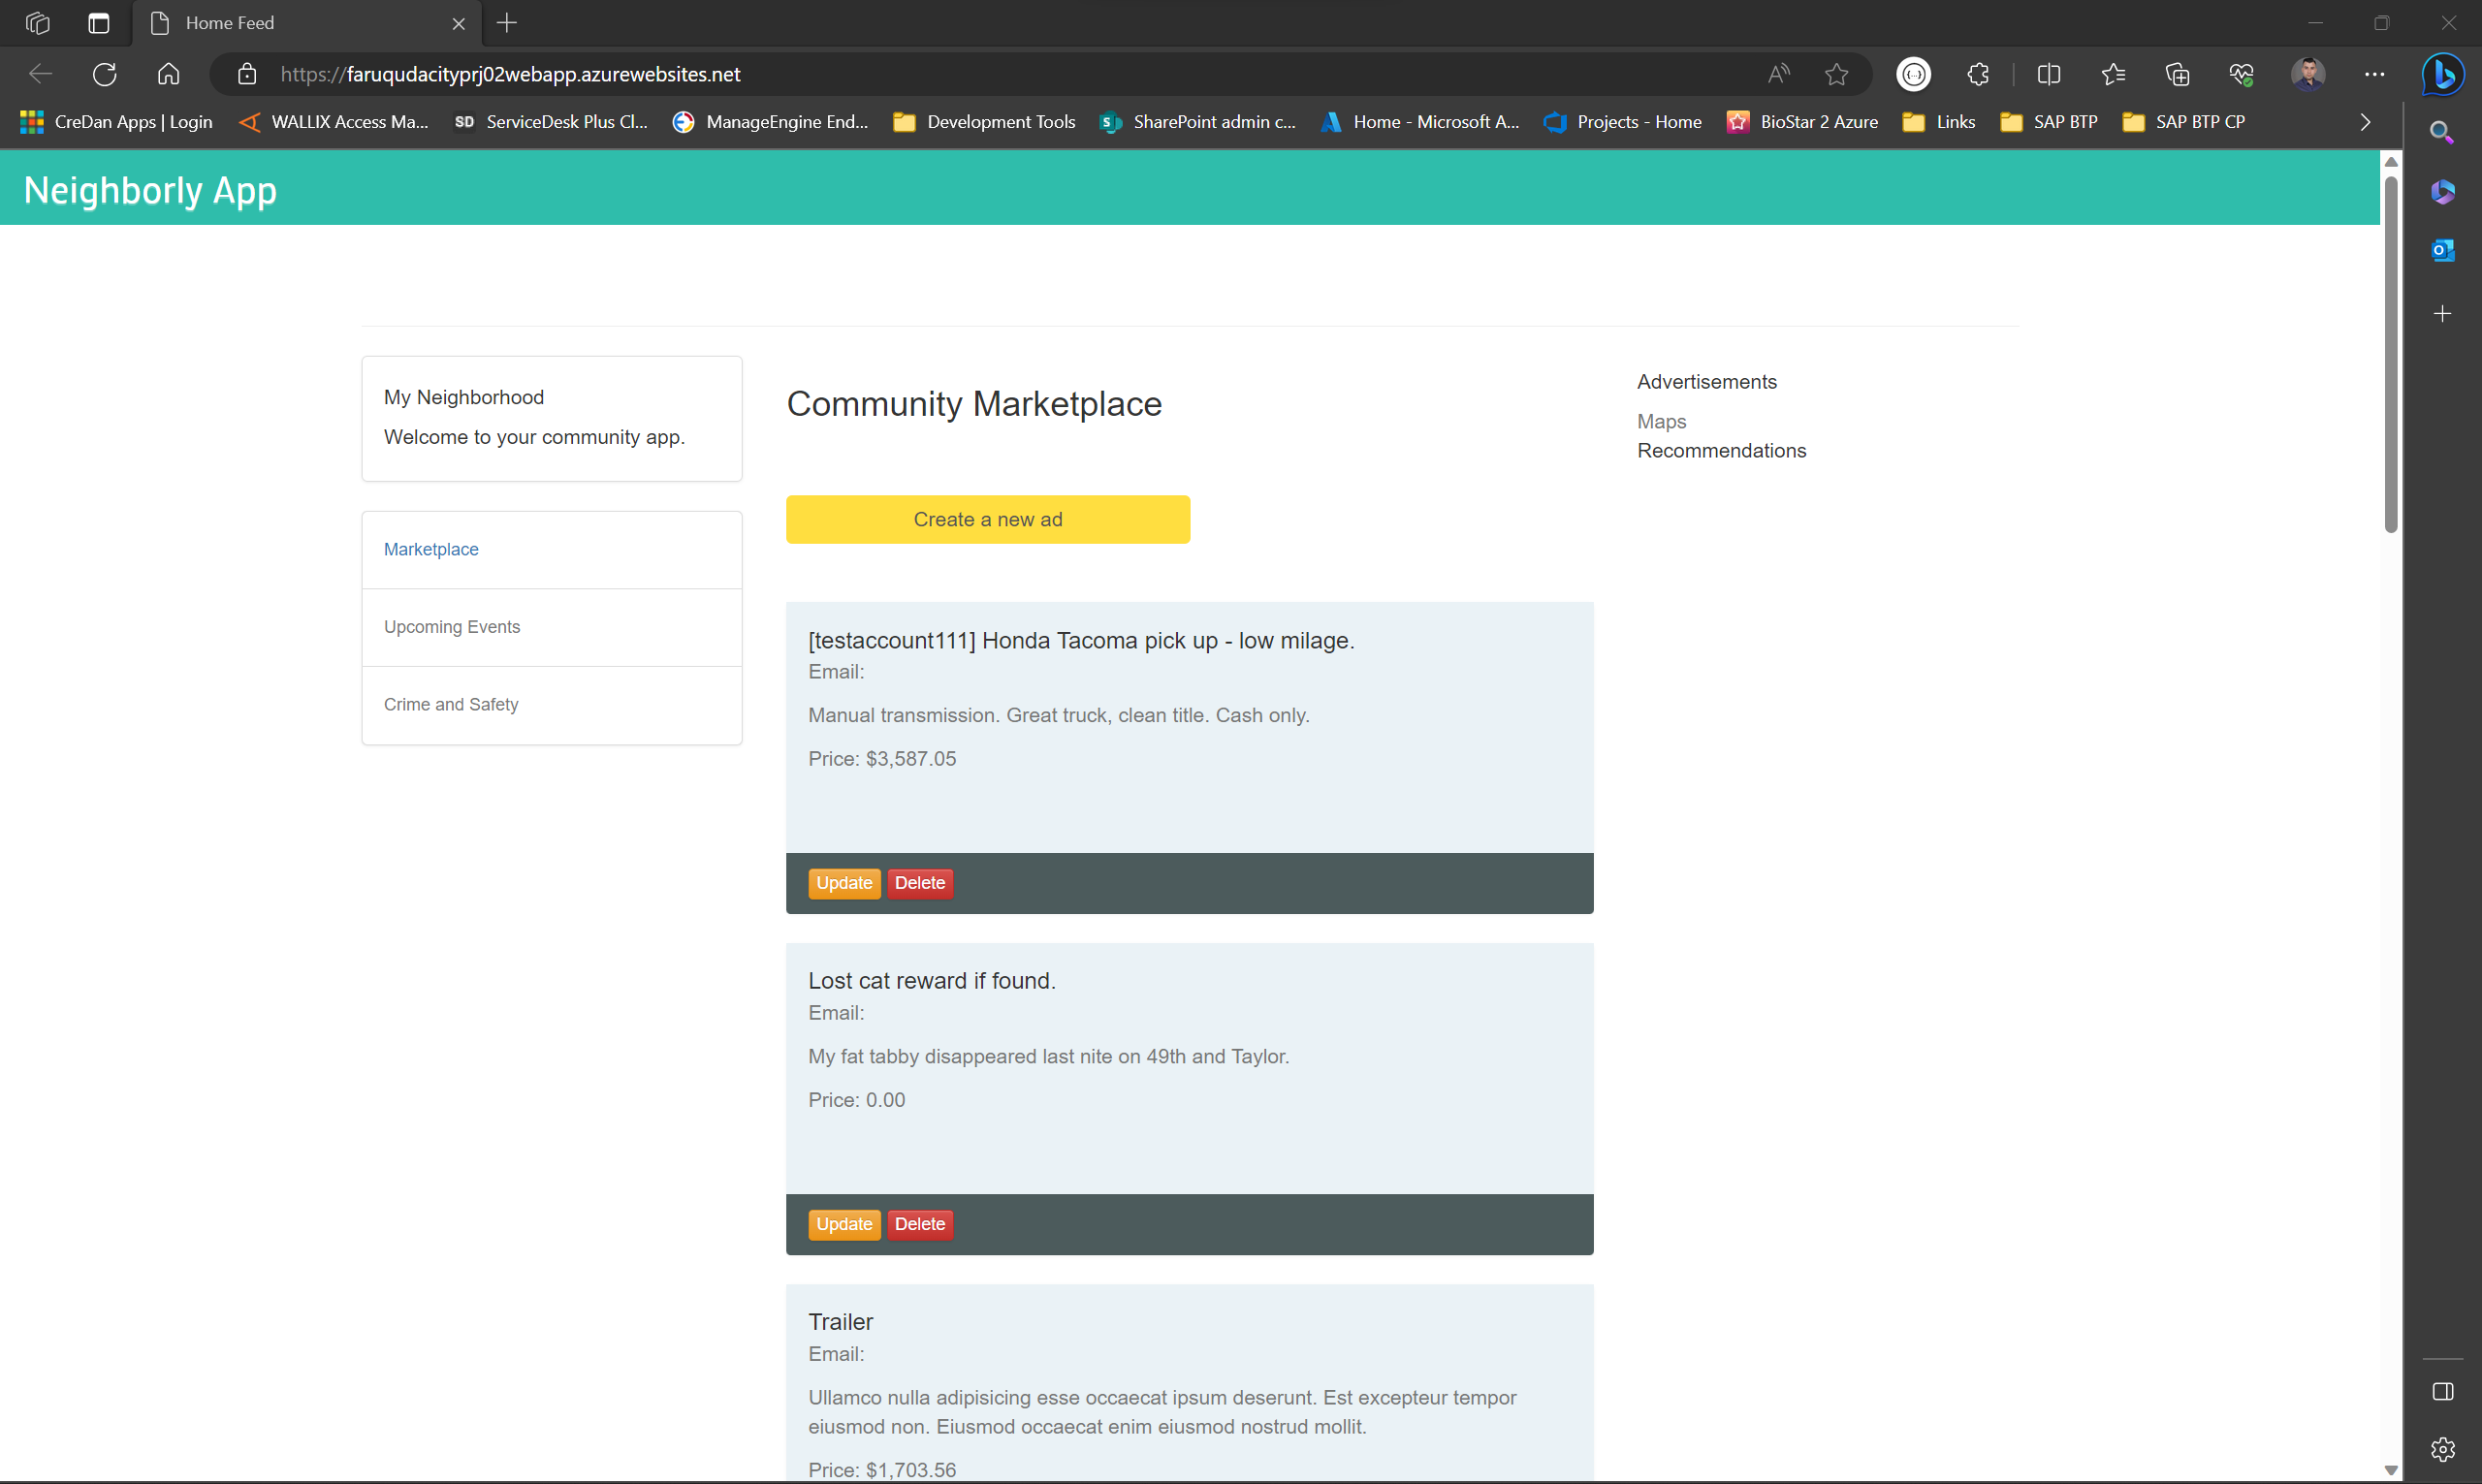 Home Feed
https://faruqudacityprj02webapp.azurewebsites.net
CreDan Apps | Login
WALLIX Access Ma...
SD ServiceDesk Plus Cl...
ManageEngine End...
Development Tools
SharePoint admin c...
Home - Microsoft A...
Projects - Home
BioStar 2 Azure
Links
SAP BTP
SAP BTP CP
Neighborly App
My Neighborhood
Welcome to your community app.
Marketplace
Upcoming Events
Crime and Safety
Community Marketplace
Create a new ad
[testaccount111] Honda Tacoma pick up - low milage.
Email:
Manual transmission. Great truck, clean title. Cash only.
Price: $3,587.05
Update Delete
Lost cat reward if found.
Email:
My fat tabby disappeared last nite on 49th and Taylor.
Price: 0.00
Update Delete
Trailer
Email:
Ullamco nulla adipisicing esse occaecat ipsum deserunt. Est excepteur tempor
eiusmod non. Eiusmod occaecat enim eiusmod nostrud mollit.
Price: $1,703.56
Advertisements
Maps
Recommendations